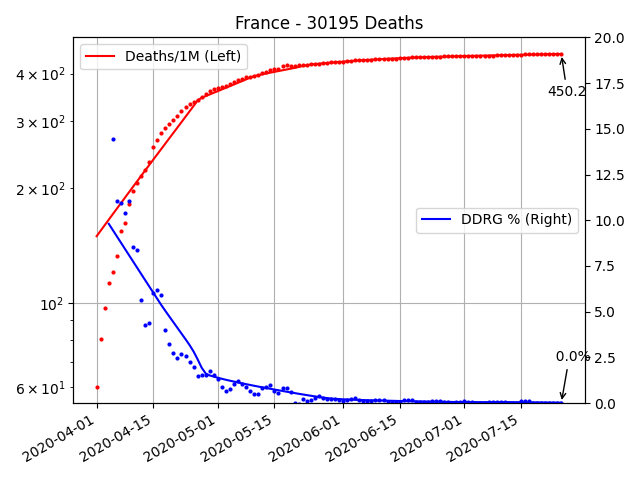 France - 30195 Deaths
Deaths/1M (Left)
DDRG % (Right)
450.2
0.0%
4 × 10²
3 × 10²
2 × 10²
10²
6 × 10¹
20.0
17.5
15.0
12.5
10.0
7.5
5.0
2.5
0.0
2020-04-01
2020-04-15
2020-05-01
2020-05-15
2020-06-01
2020-06-15
2020-07-01
2020-07-15